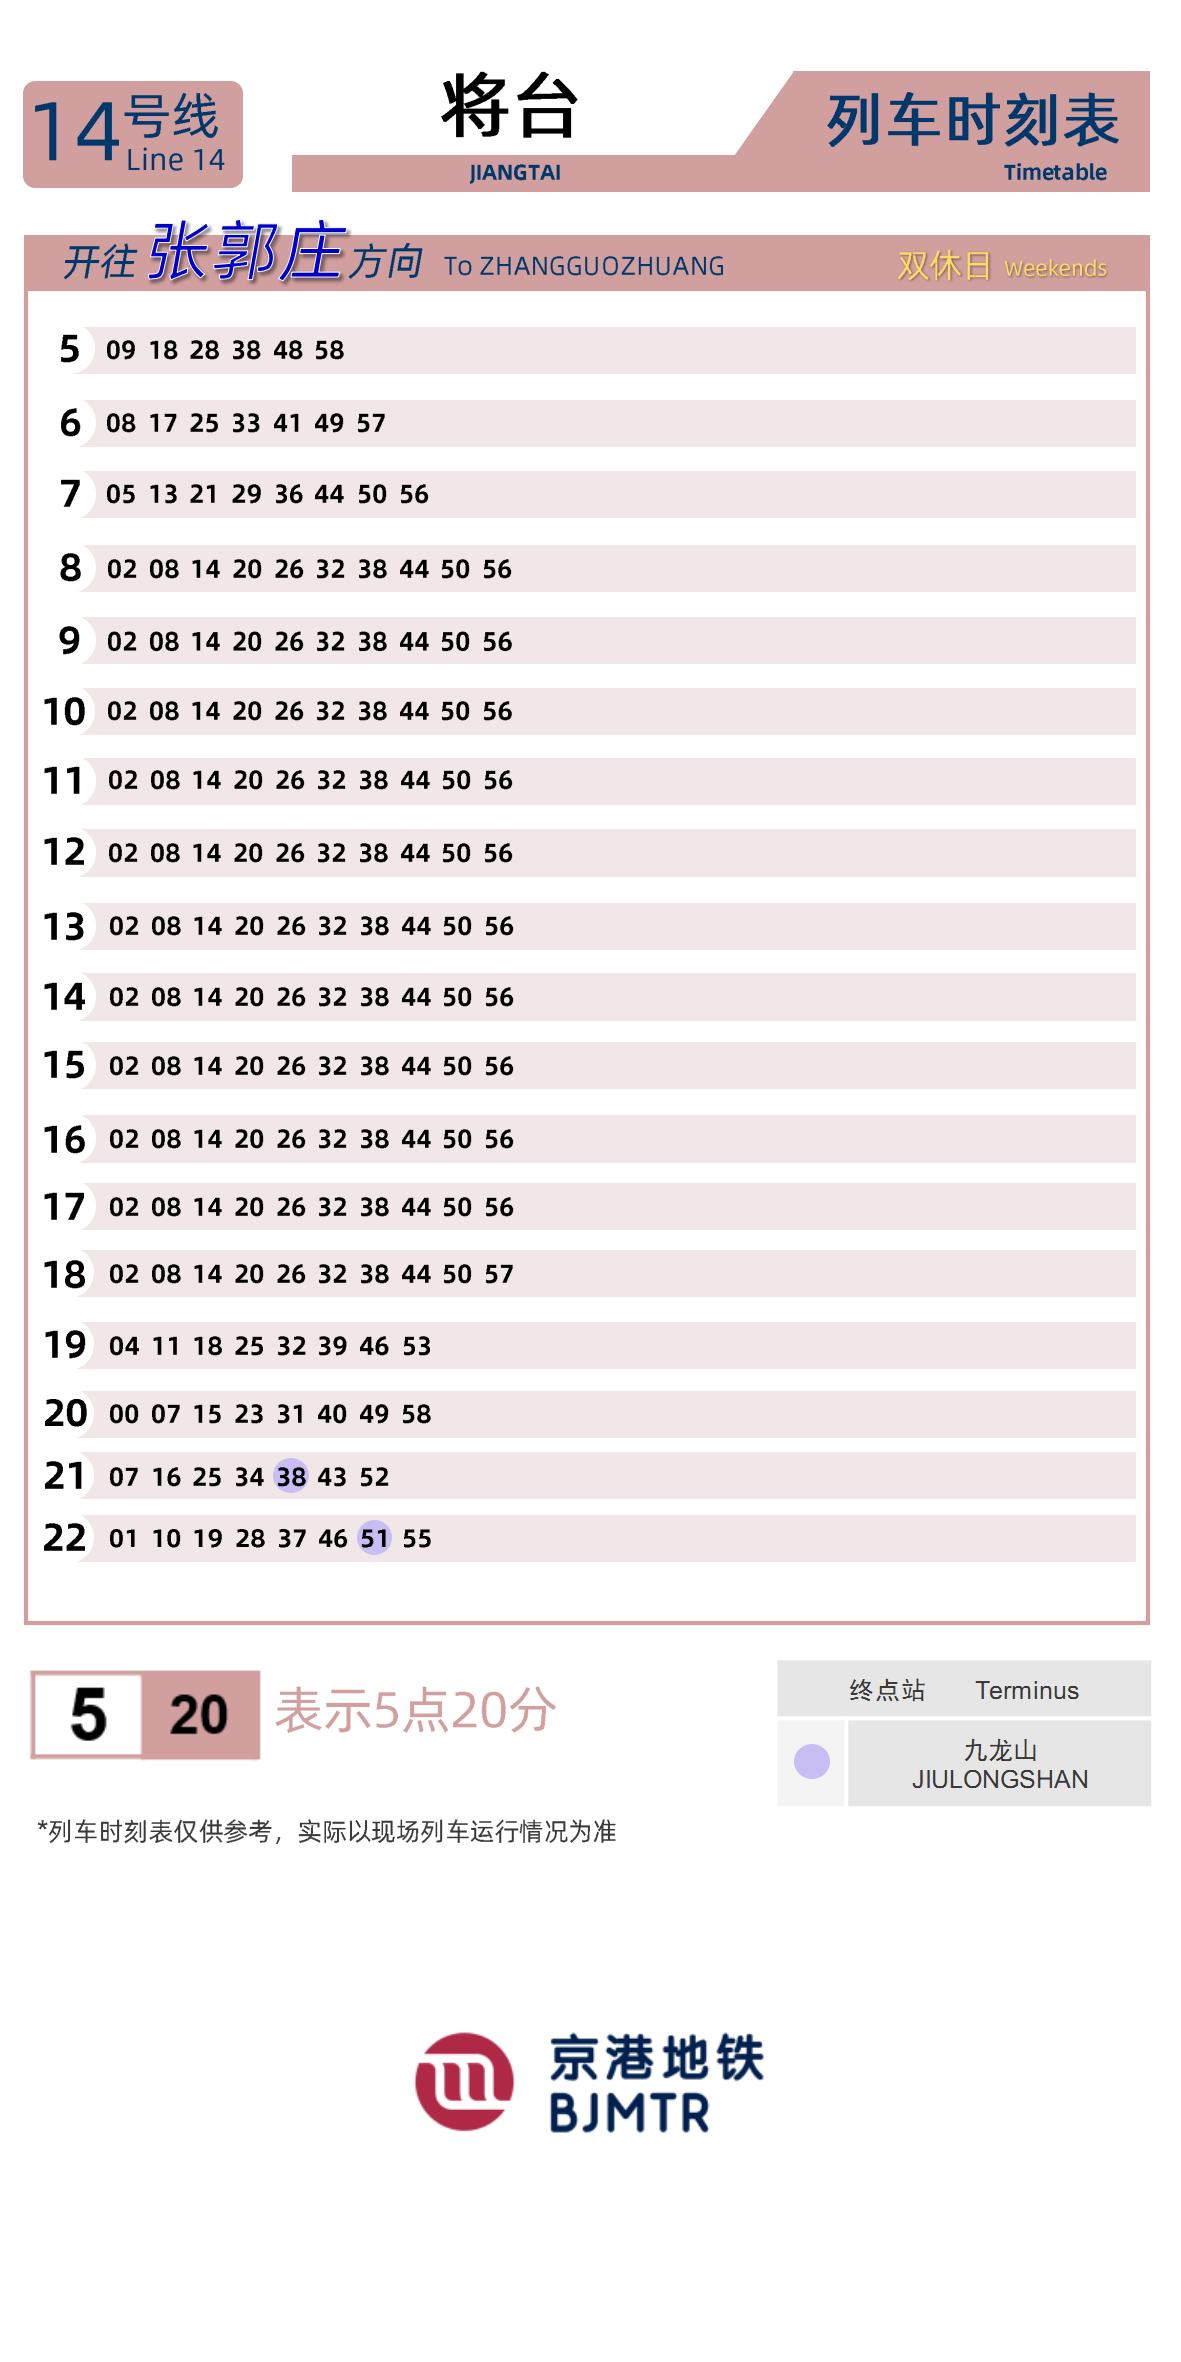 14号线
Line 14
将台
JIANGTAI
列车时刻表
Timetable
开往 张郭庄 方向 To ZHANGGUOZHUANG 双休日 Weekends
5 09 18 28 38 48 58
6 08 17 25 33 41 49 57
7 05 13 21 29 36 44 50 56
8 02 08 14 20 26 32 38 44 50 56
9 02 08 14 20 26 32 38 44 50 56
10 02 08 14 20 26 32 38 44 50 56
11 02 08 14 20 26 32 38 44 50 56
12 02 08 14 20 26 32 38 44 50 56
13 02 08 14 20 26 32 38 44 50 56
14 02 08 14 20 26 32 38 44 50 56
15 02 08 14 20 26 32 38 44 50 56
16 02 08 14 20 26 32 38 44 50 56
17 02 08 14 20 26 32 38 44 50 56
18 02 08 14 20 26 32 38 44 50 57
19 04 11 18 25 32 39 46 53
20 00 07 15 23 31 40 49 58
21 07 16 25 34 38 43 52
22 01 10 19 28 37 46 51 55
5 20 表示5点20分
终点站 Terminus
九龙山
JIULONGSHAN
*列车时刻表仅供参考，实际以现场列车运行情况为准
京港地铁
BJMTR